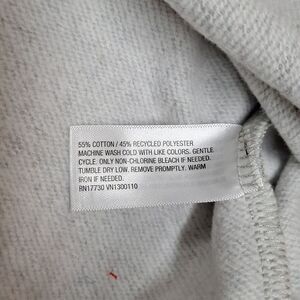 55% COTTON / 45% RECYCLED POLYESTER
MACHINE WASH COLD WITH LIKE COLORS. GENTLE
CYCLE. ONLY NON-CHLORINE BLEACH IF NEEDED.
TUMBLE DRY LOW. REMOVE PROMPTLY. WARM
IRON IF NEEDED.
RN17730 VN1300110